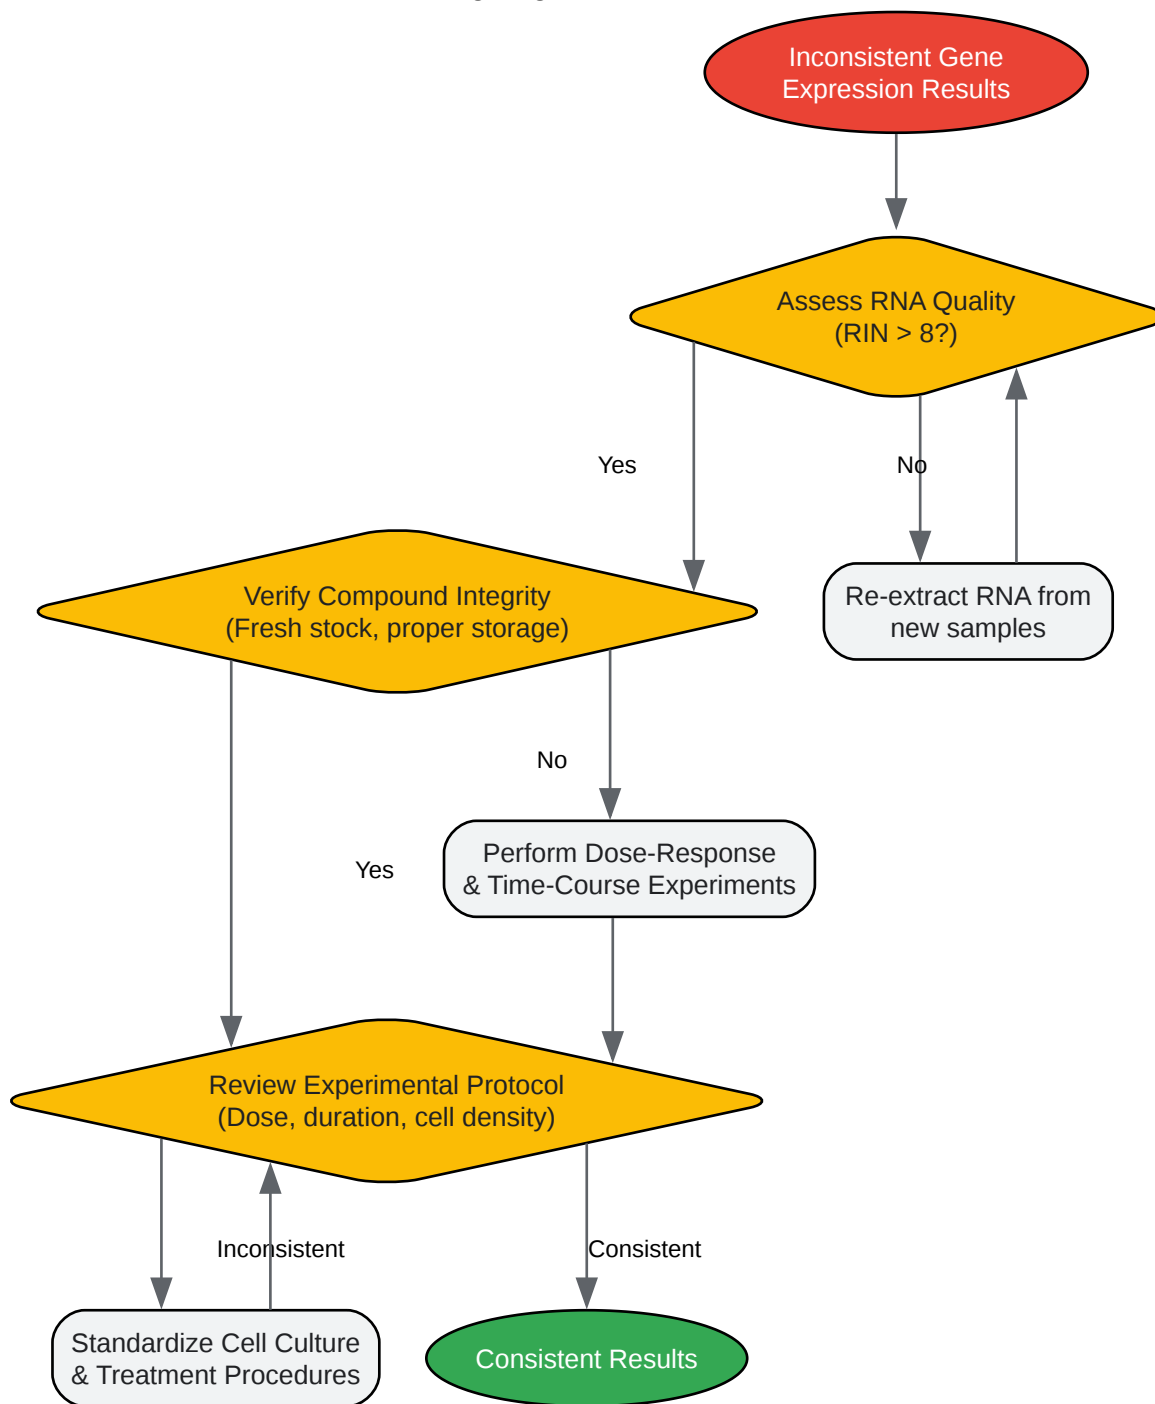 Inconsistent Gene
Expression Results
Assess RNA Quality
(RIN > 8?)
Yes
No
Verify Compound Integrity
(Fresh stock, proper storage)
Re-extract RNA from
new samples
No
Perform Dose-Response
& Time-Course Experiments
Yes
Review Experimental Protocol
(Dose, duration, cell density)
Inconsistent
Consistent
Standardize Cell Culture
& Treatment Procedures
Consistent Results